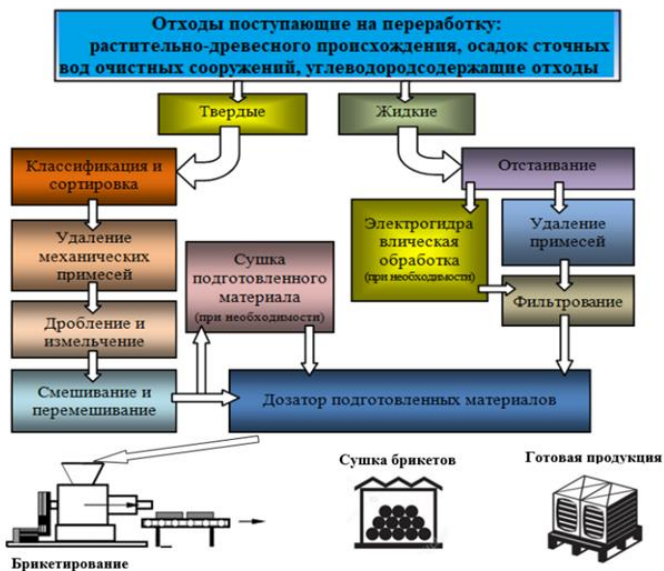 Отходы поступающие на переработку:
растительно-древесного происхождения, осадок сточных
вод очистных сооружений, углеводородсодержащие отходы
Твердые
Жидкие
Классификация и
сортировка
Отстаивание
Удаление
механических
примесей
Сушка
подготовленного
материала
(при необходимости)
Электрогидра
влическая
обработка
(при необходимости)
Удаление
примесей
Фильтрование
Дробление и
измельчение
Смешивание и
перемешивание
Дозатор подготовленных материалов
Сушка брикетов
Готовая продукция
Брикетирование